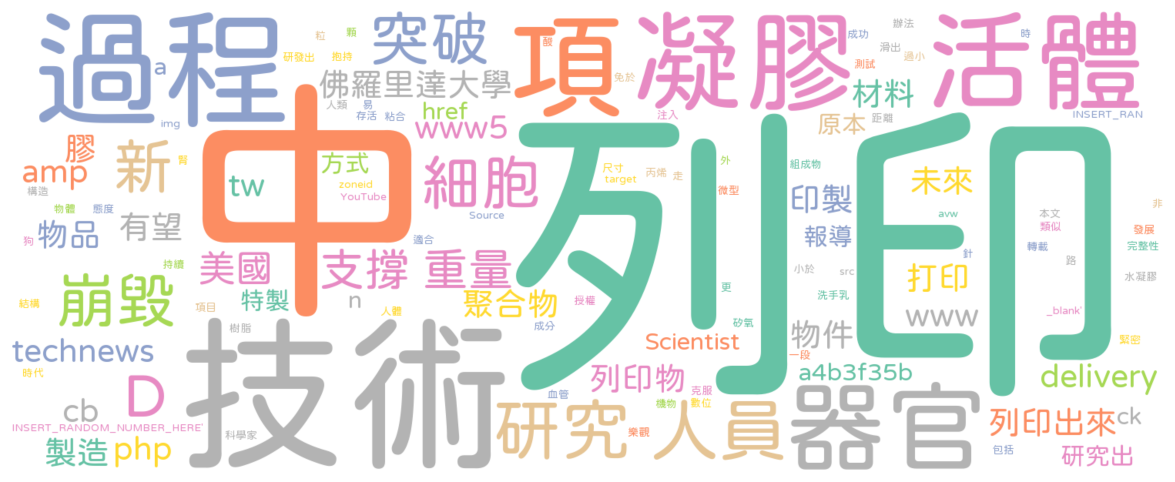 過程
突破
項
凝膠
活體
粒
顆
酸
辦法
成功
時
滑出
過小
測試
研發出
抱持
免於
a
佛羅里達大學
材料
人類
易
存活
粘合
href
www5
注入
原本
距離
INSERT_RAN
img
中
列印
膠
amp
新
腎
構造
tw
方式
zoneid
YouTube
細胞
Source
尺寸
target
丙烯
走
外
微型
組成物
印製
未來
avw
本文
類似
非
發展
完整性
物體
態度
狗
物品
有望
適合
更
報導
針
轉載
路
持續
美國
支撐
重量
小於
src
打印
水凝膠
崩毀
特製
n
聚合物
授權
洗手乳
結構
項目
人體
成分
矽氧
www
_blank'
樹脂
技術
Scientist
物件
緊密
technews
一段
時代
列印物
克服
a4b3f35b
delivery
D
血管
機物
數位
器官
cb
研究
人員
列印出來
ck
INSERT_RANDOM_NUMBER_HERE'
科學家
樂觀
製造
php
包括
研究出